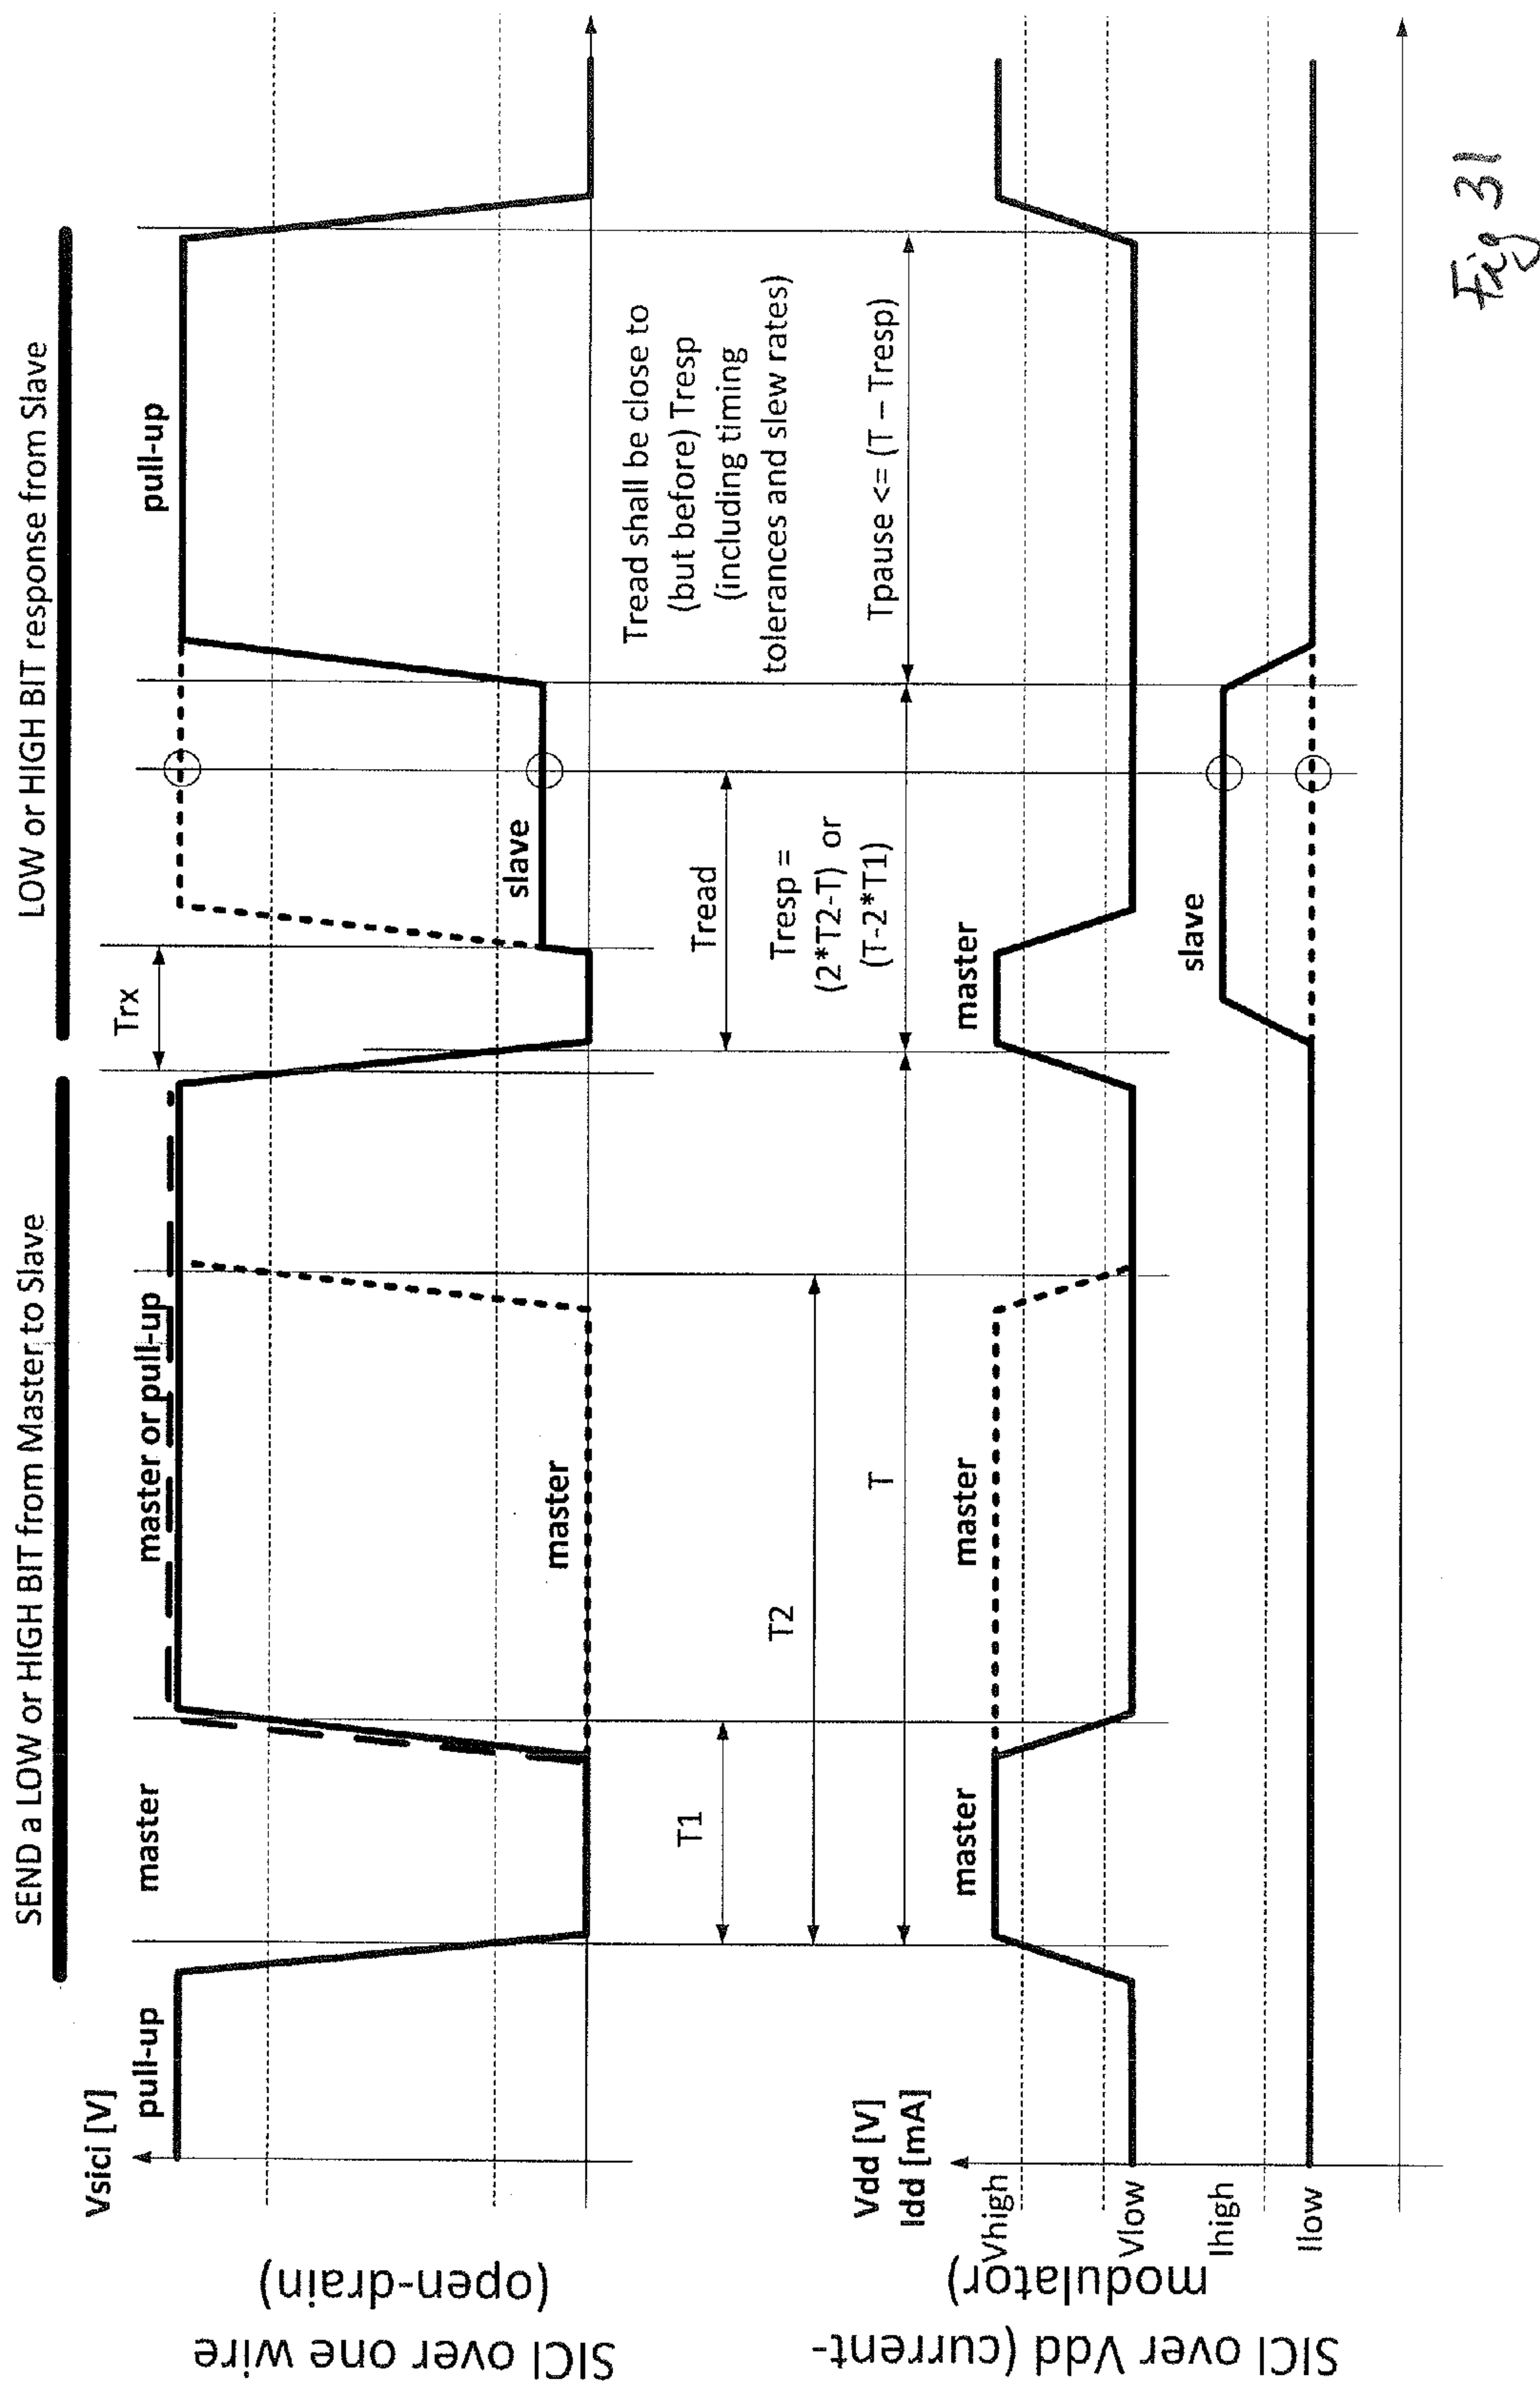 SEND a LOW or HIGH BIT from Master to Slave
LOW or HIGH BIT response from Slave
SICI over one wire
(open-drain)
Vsici [V]
pull-up
master
master or pull-up
master
Trx
slave
pull-up
T1
T2
T
Tread
Tresp =
(2*T2-T) or
(T-2*T1)
Tread shall be close to
(but before) Tresp
(including timing
tolerances and slew rates)
Tpause <= (T – Tresp)
SICI over Vdd (current-
modulator)
Vdd [V]
Idd [mA]
Vhigh
Vlow
Ihigh
Ilow
master
master
master
slave
Fig 31